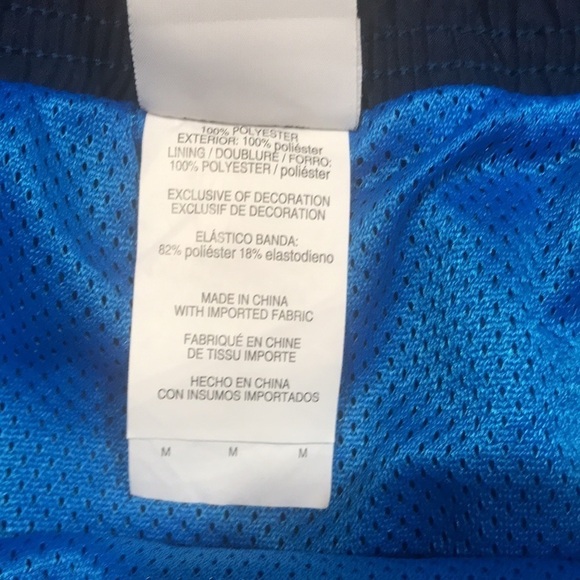 100% POLYESTER
EXTERIOR: 100% poliéster
LINING / DOUBLURE / FORRO:
100% POLYESTER / poliéster
EXCLUSIVE OF DECORATION
EXCLUSIF DE DECORATION
ELÁSTICO BANDA:
82% poliéster 18% elastodieno
MADE IN CHINA
WITH IMPORTED FABRIC
FABRIQUÉ EN CHINE
DE TISSU IMPORTE
HECHO EN CHINA
CON INSUMOS IMPORTADOS
M M M